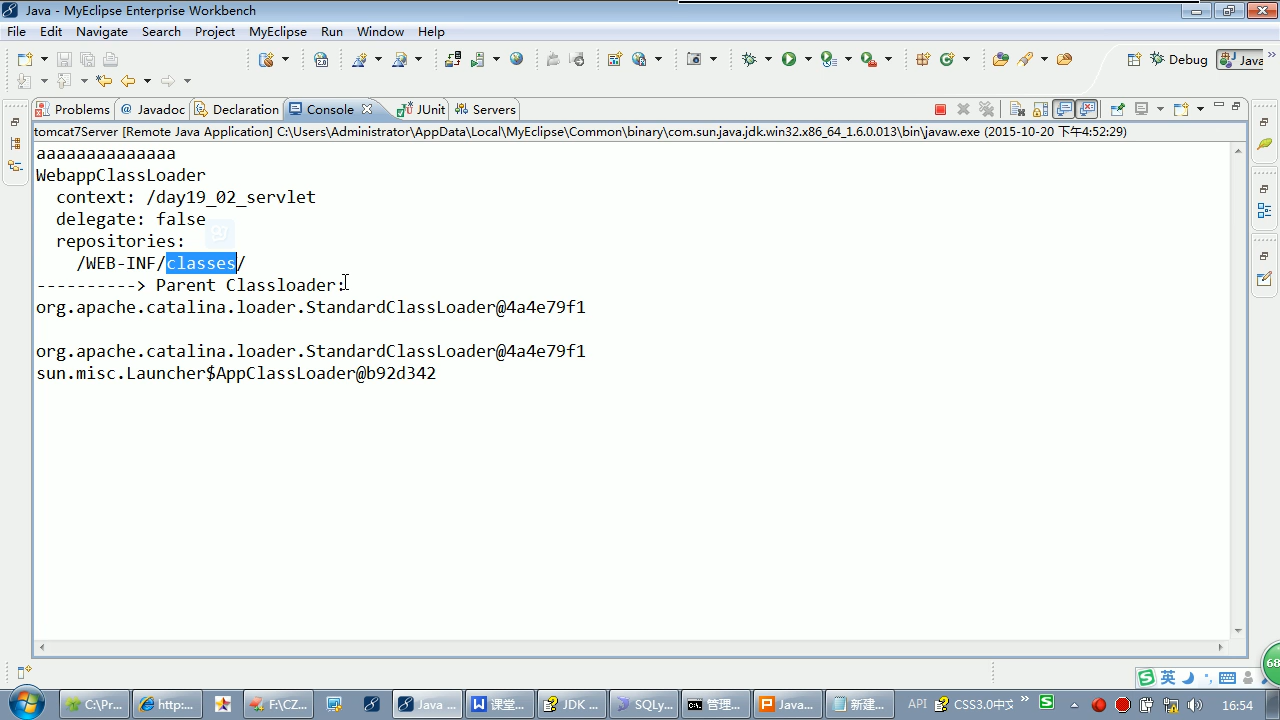 Java - MyEclipse Enterprise Workbench
File Edit Navigate Search Project MyEclipse Run Window Help
Debug Java
Problems @ Javadoc Declaration Console JUnit Servers
tomcat7Server [Remote Java Application] C:\Users\Administrator\AppData\Local\MyEclipse\Common\binary\com.sun.java.jdk.win32.x86_64_1.6.0.013\bin\javaw.exe (2015-10-20 下午4:52:29)
aaaaaaaaaaaaaa
WebappClassLoader
context: /day19_02_servlet
delegate: false
repositories:
/WEB-INF/classes/
----------> Parent Classloader:
org.apache.catalina.loader.StandardClassLoader@4a4e79f1
org.apache.catalina.loader.StandardClassLoader@4a4e79f1
sun.misc.Launcher$AppClassLoader@b92d342
68
英
C:\Pr... http:... F:\CZ... Java ... 课堂... JDK ... SQLy... 管理... Java... 新建... API CSS3.0中文 16:54